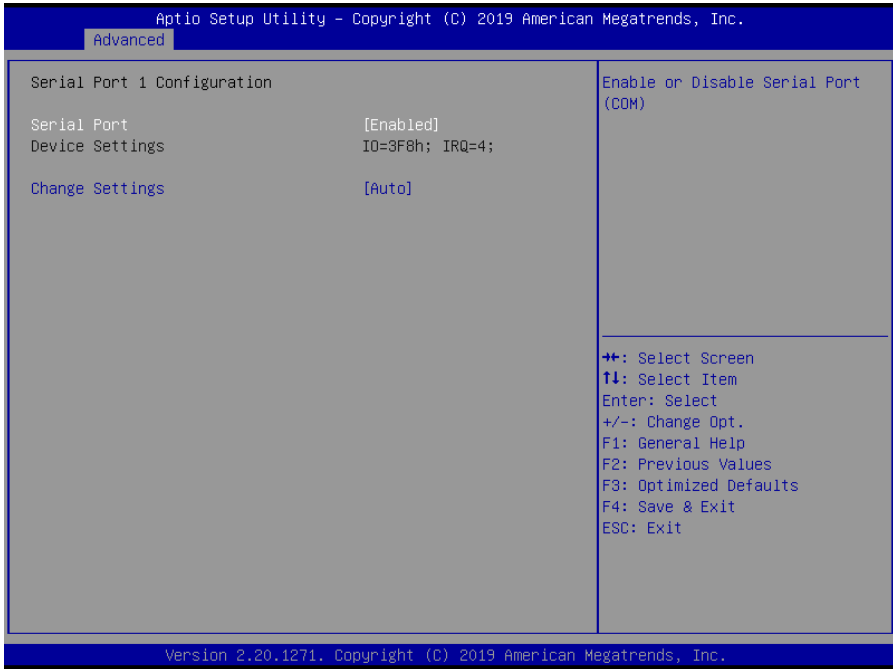 Aptio Setup Utility – Copyright (C) 2019 American Megatrends, Inc.
Advanced
Serial Port 1 Configuration
Serial Port [Enabled]
Device Settings IO=3F8h; IRQ=4;
Change Settings [Auto]
Enable or Disable Serial Port
(COM)
→←: Select Screen
↑↓: Select Item
Enter: Select
+/-: Change Opt.
F1: General Help
F2: Previous Values
F3: Optimized Defaults
F4: Save & Exit
ESC: Exit
Version 2.20.1271. Copyright (C) 2019 American Megatrends, Inc.